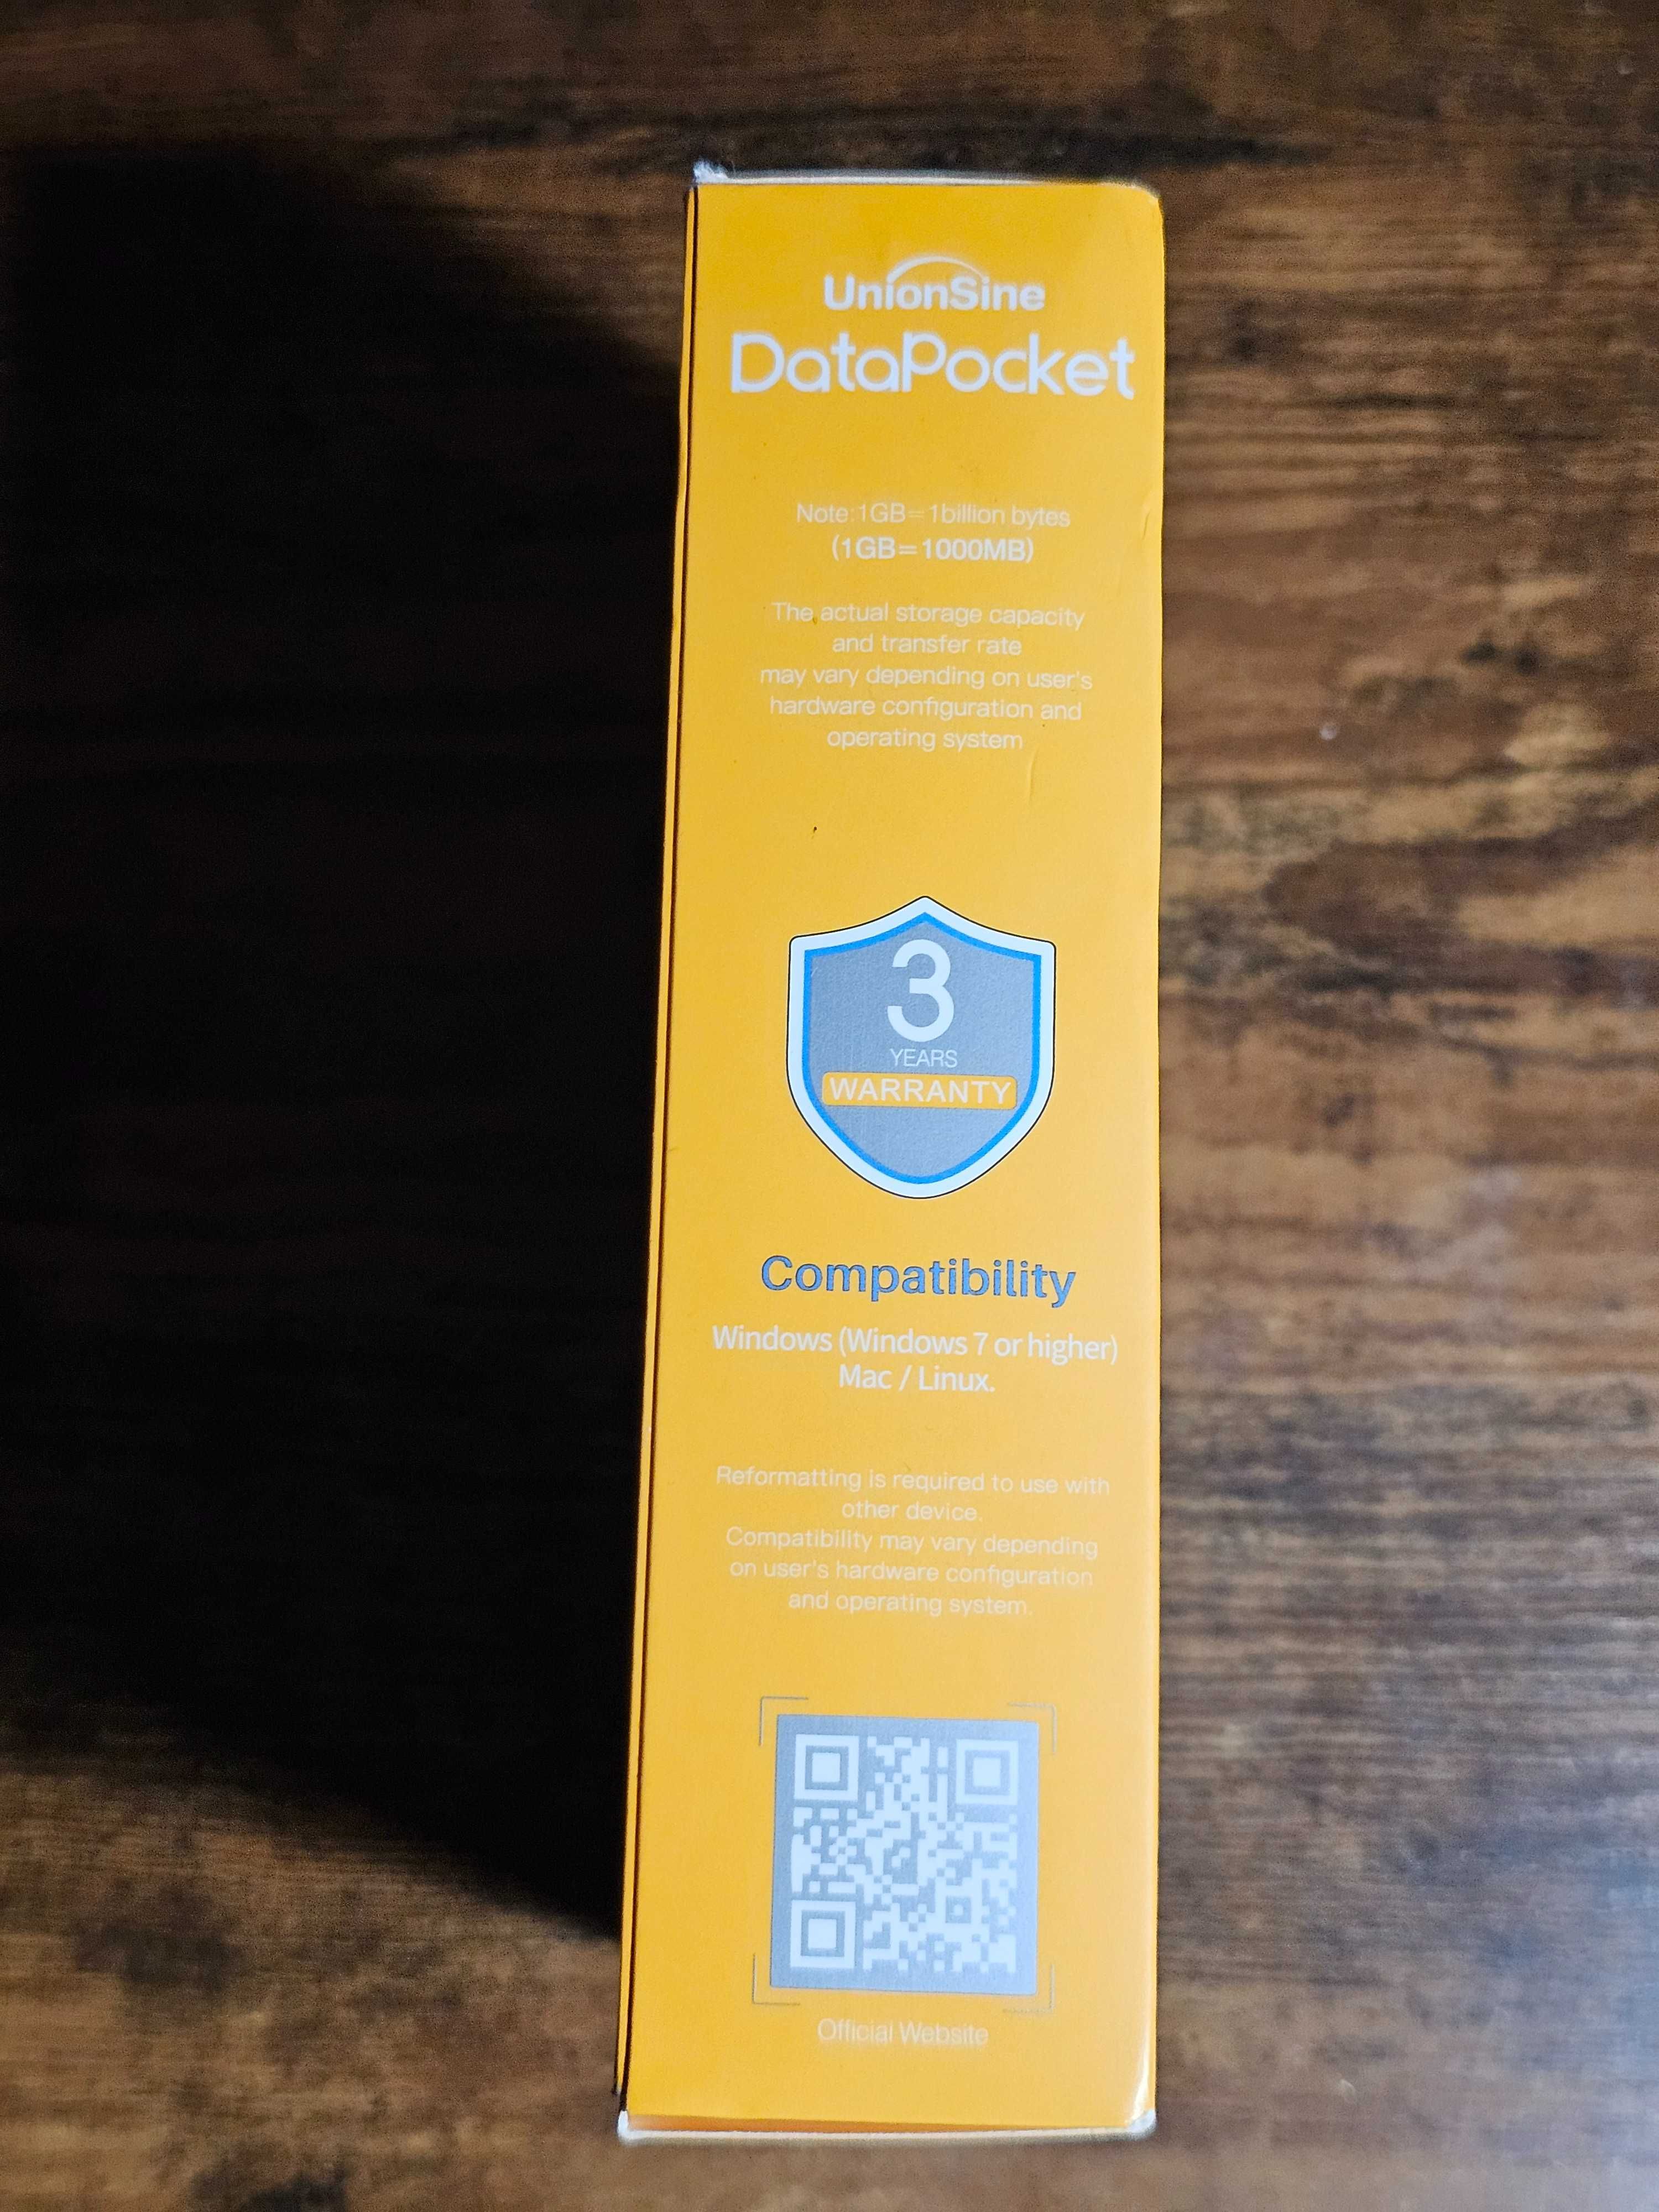 UnionSine
DataPocket
Note:1GB=1billion bytes
(1GB=1000MB)
The actual storage capacity
and transfer rate
may vary depending on user's
hardware configuration and
operating system
3
YEARS
WARRANTY
Compatibility
Windows (Windows 7 or higher)
Mac / Linux.
Reformatting is required to use with
other device.
Compatibility may vary depending
on user's hardware configuration
and operating system.
Official Website